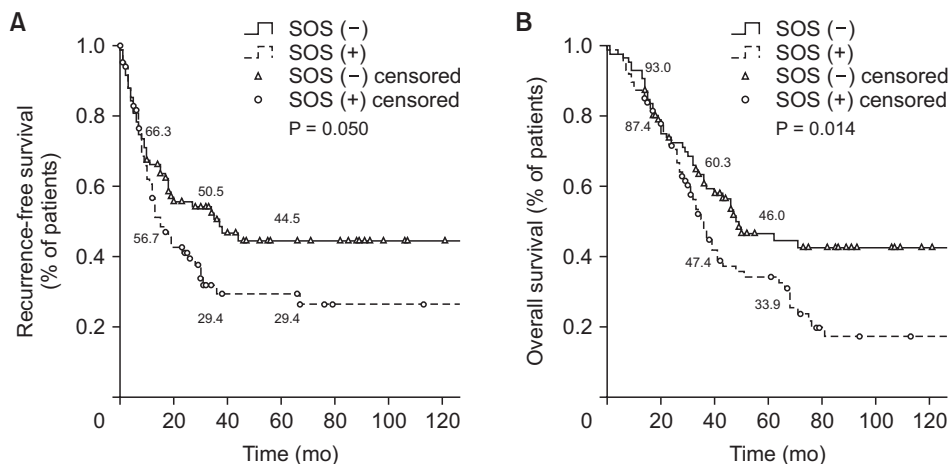 A
SOS (−)
SOS (+)
SOS (−) censored
SOS (+) censored
P = 0.050
1.0
0.8
0.6
0.4
0.2
66.3
50.5
44.5
56.7
29.4
29.4
0 20 40 60 80 100 120
Time (mo)
Recurrence-free survival
(% of patients)
B
SOS (−)
SOS (+)
SOS (−) censored
SOS (+) censored
P = 0.014
1.0
0.8
0.6
0.4
0.2
93.0
87.4
60.3
46.0
47.4
33.9
0 20 40 60 80 100 120
Time (mo)
Overall survival (% of patients)